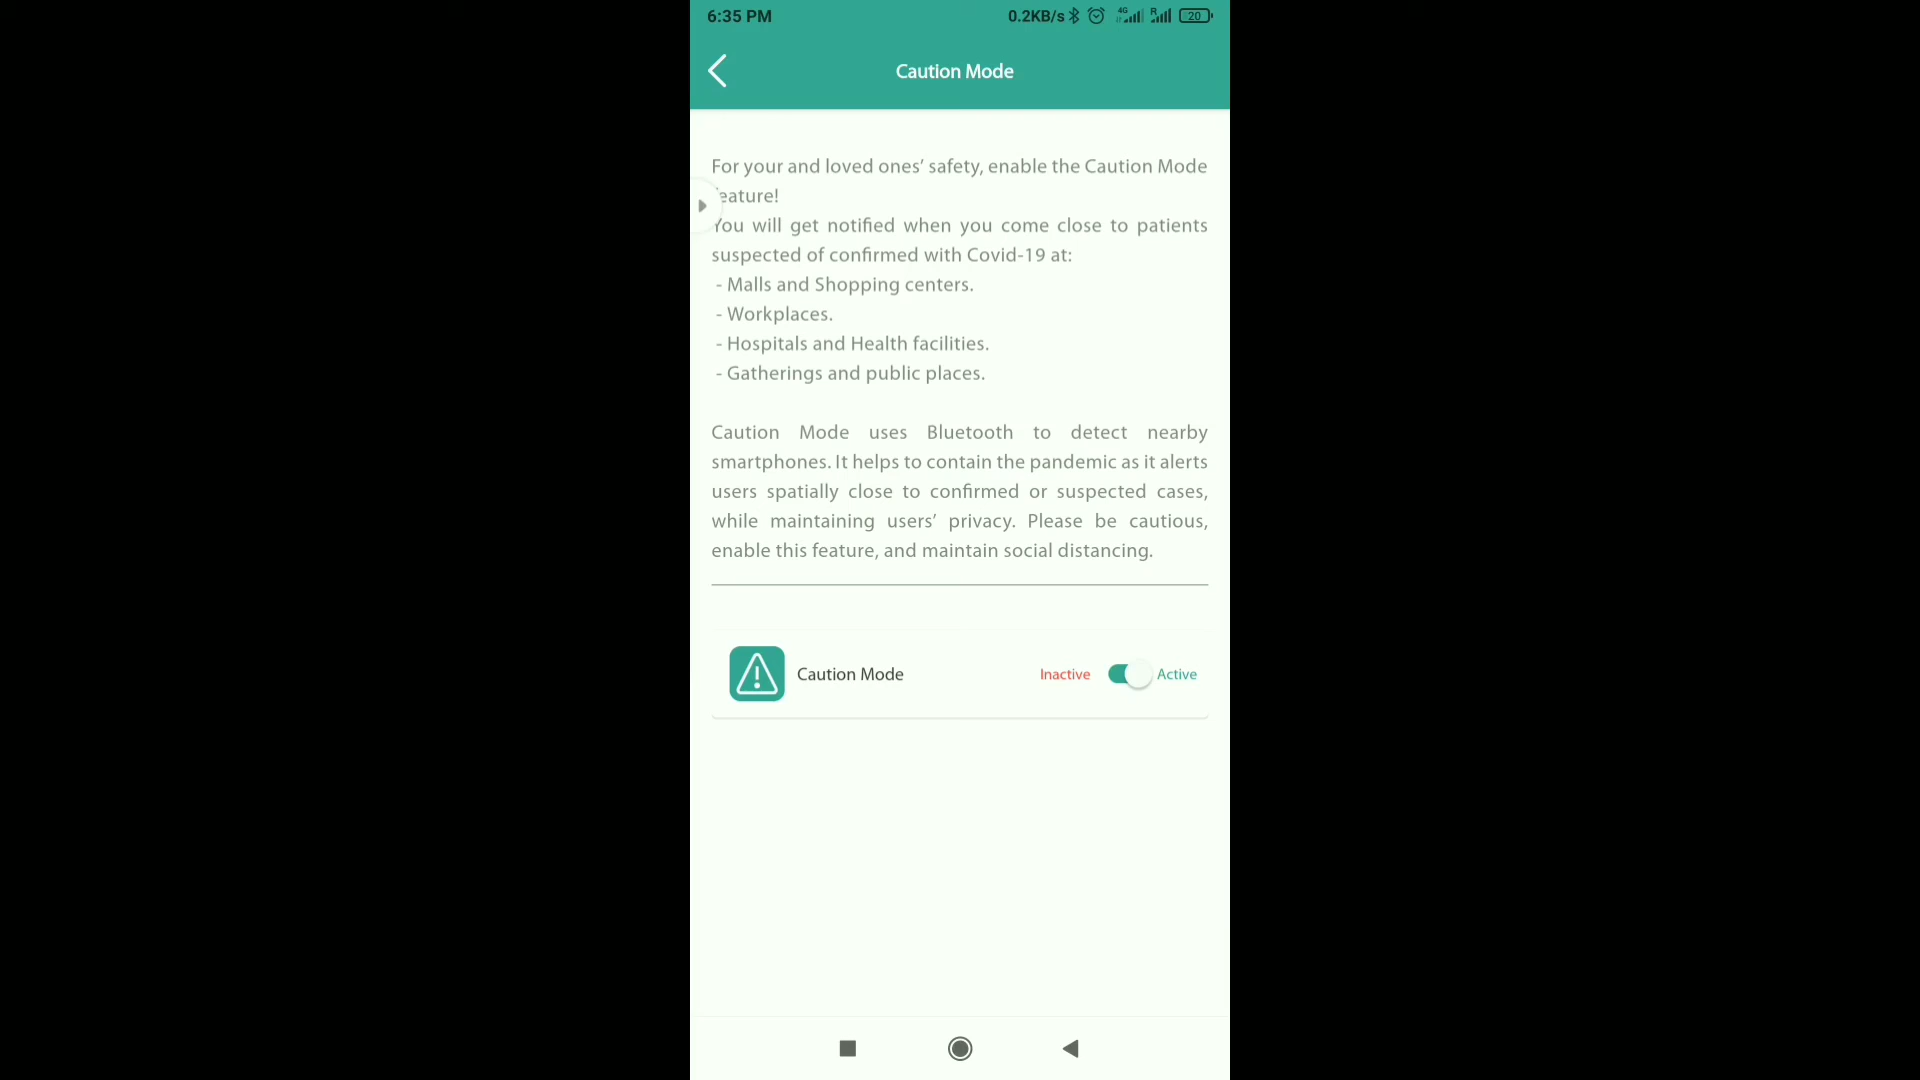 6:35 PM 0.2KB/s 4G R 20
Caution Mode
For your and loved ones’ safety, enable the Caution Mode
eature!
You will get notified when you come close to patients
suspected of confirmed with Covid-19 at:
- Malls and Shopping centers.
- Workplaces.
- Hospitals and Health facilities.
- Gatherings and public places.
Caution Mode uses Bluetooth to detect nearby
smartphones. It helps to contain the pandemic as it alerts
users spatially close to confirmed or suspected cases,
while maintaining users’ privacy. Please be cautious,
enable this feature, and maintain social distancing.
Caution Mode Inactive Active